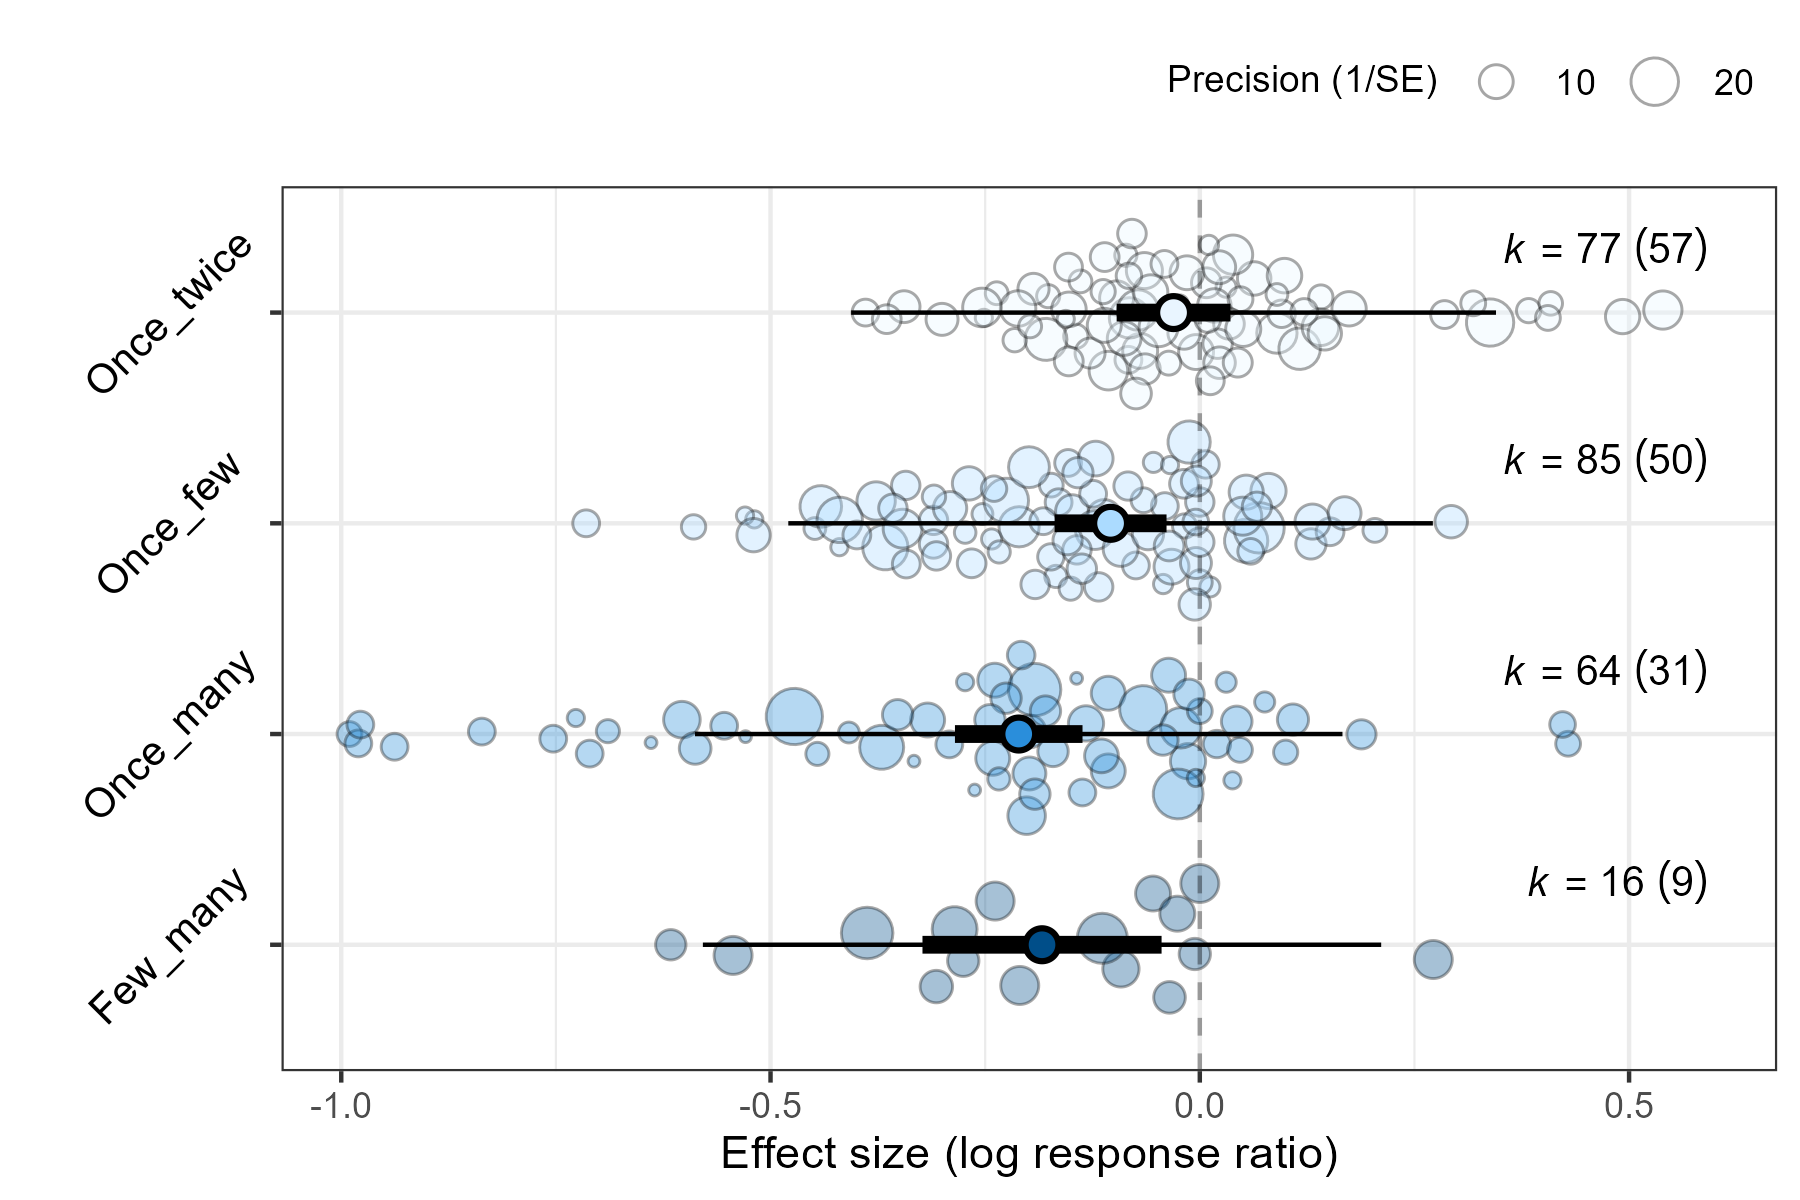 Precision (1/SE) 10 20
Once_twice
k = 77 (57)
Once_few
k = 85 (50)
Once_many
k = 64 (31)
Few_many
k = 16 (9)
-1.0 -0.5 0.0 0.5
Effect size (log response ratio)